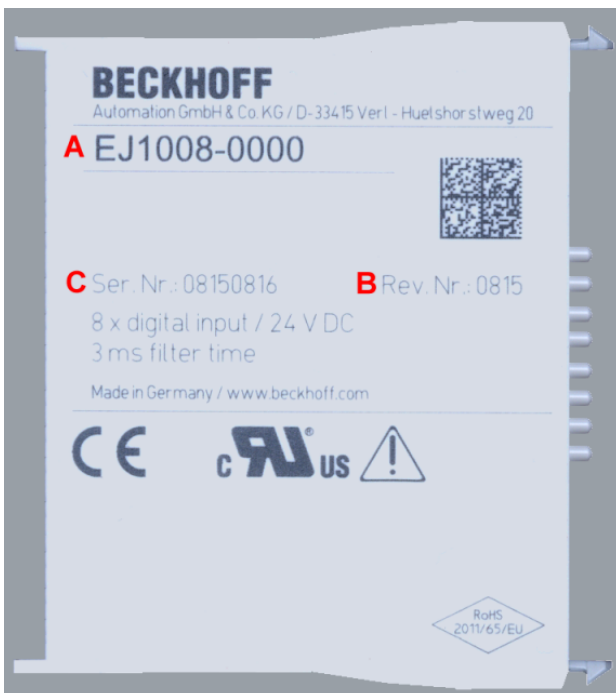 BECKHOFF
Automation GmbH & Co. KG / D-33415 Verl - Huelshorstweg 20
A EJ1008-0000
C Ser. Nr.: 08150816 B Rev. Nr.: 0815
8 x digital input / 24 V DC
3 ms filter time
Made in Germany / www.beckhoff.com
CE c RU ® US
RoHS
2011/65/EU